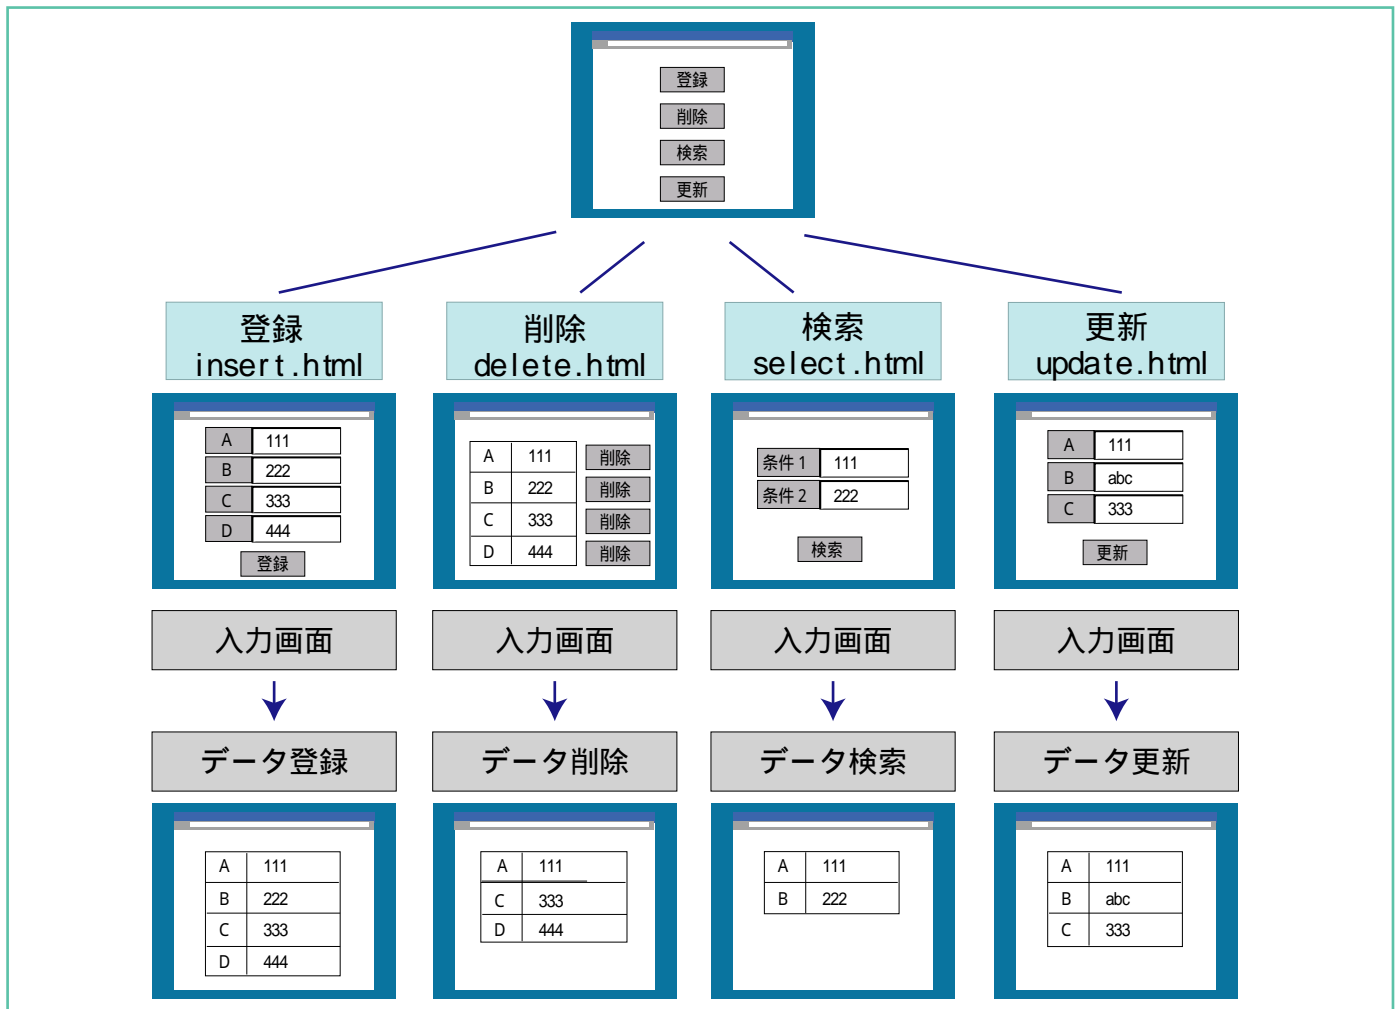 登録
削除
検索
更新
登録
insert.html
削除
delete.html
検索
select.html
更新
update.html
A 111
B 222
C 333
D 444
登録
A 111 削除
B 222 削除
C 333 削除
D 444 削除
条件1 111
条件2 222
検索
A 111
B abc
C 333
更新
入力画面
入力画面
入力画面
入力画面
データ登録
データ削除
データ検索
データ更新
A 111
B 222
C 333
D 444
A 111
C 333
D 444
A 111
B 222
A 111
B abc
C 333